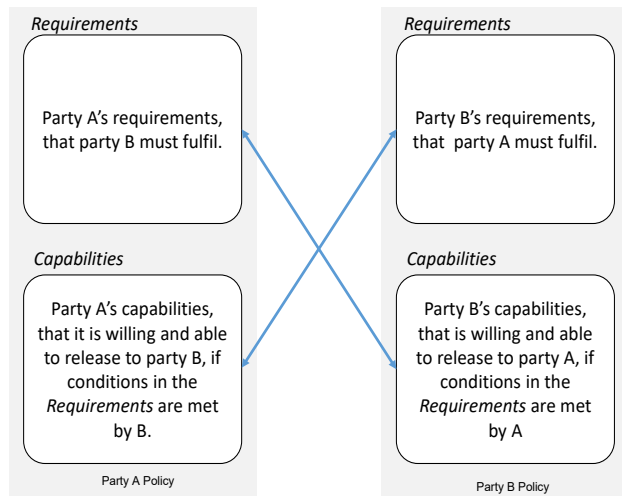 Requirements
Party A’s requirements,
that party B must fulfil.
Capabilities
Party A’s capabilities,
that it is willing and able
to release to party B, if
conditions in the
Requirements are met
by B.
Party A Policy
Requirements
Party B’s requirements,
that party A must fulfil.
Capabilities
Party B’s capabilities,
that is willing and able
to release to party A, if
conditions in the
Requirements are met
by A
Party B Policy